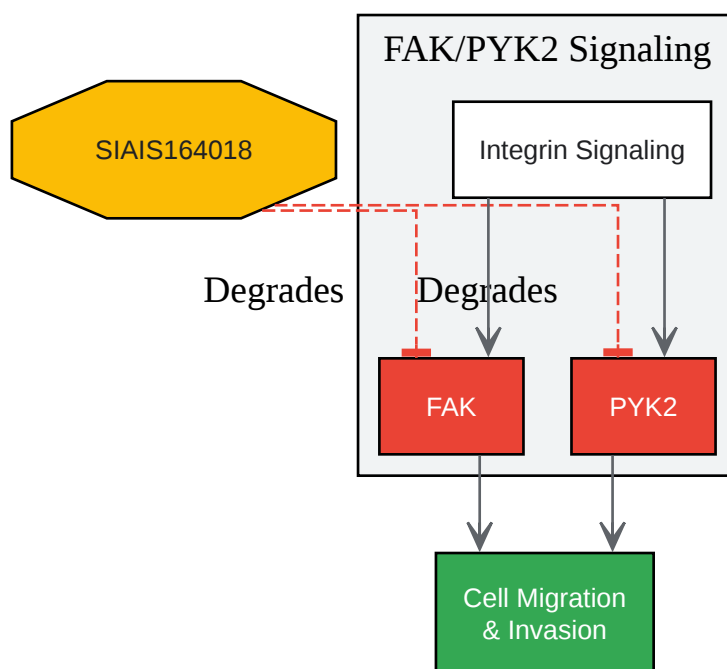 FAK/PYK2 Signaling
SIAIS164018
Integrin Signaling
Degrades
Degrades
FAK
PYK2
Cell Migration
& Invasion